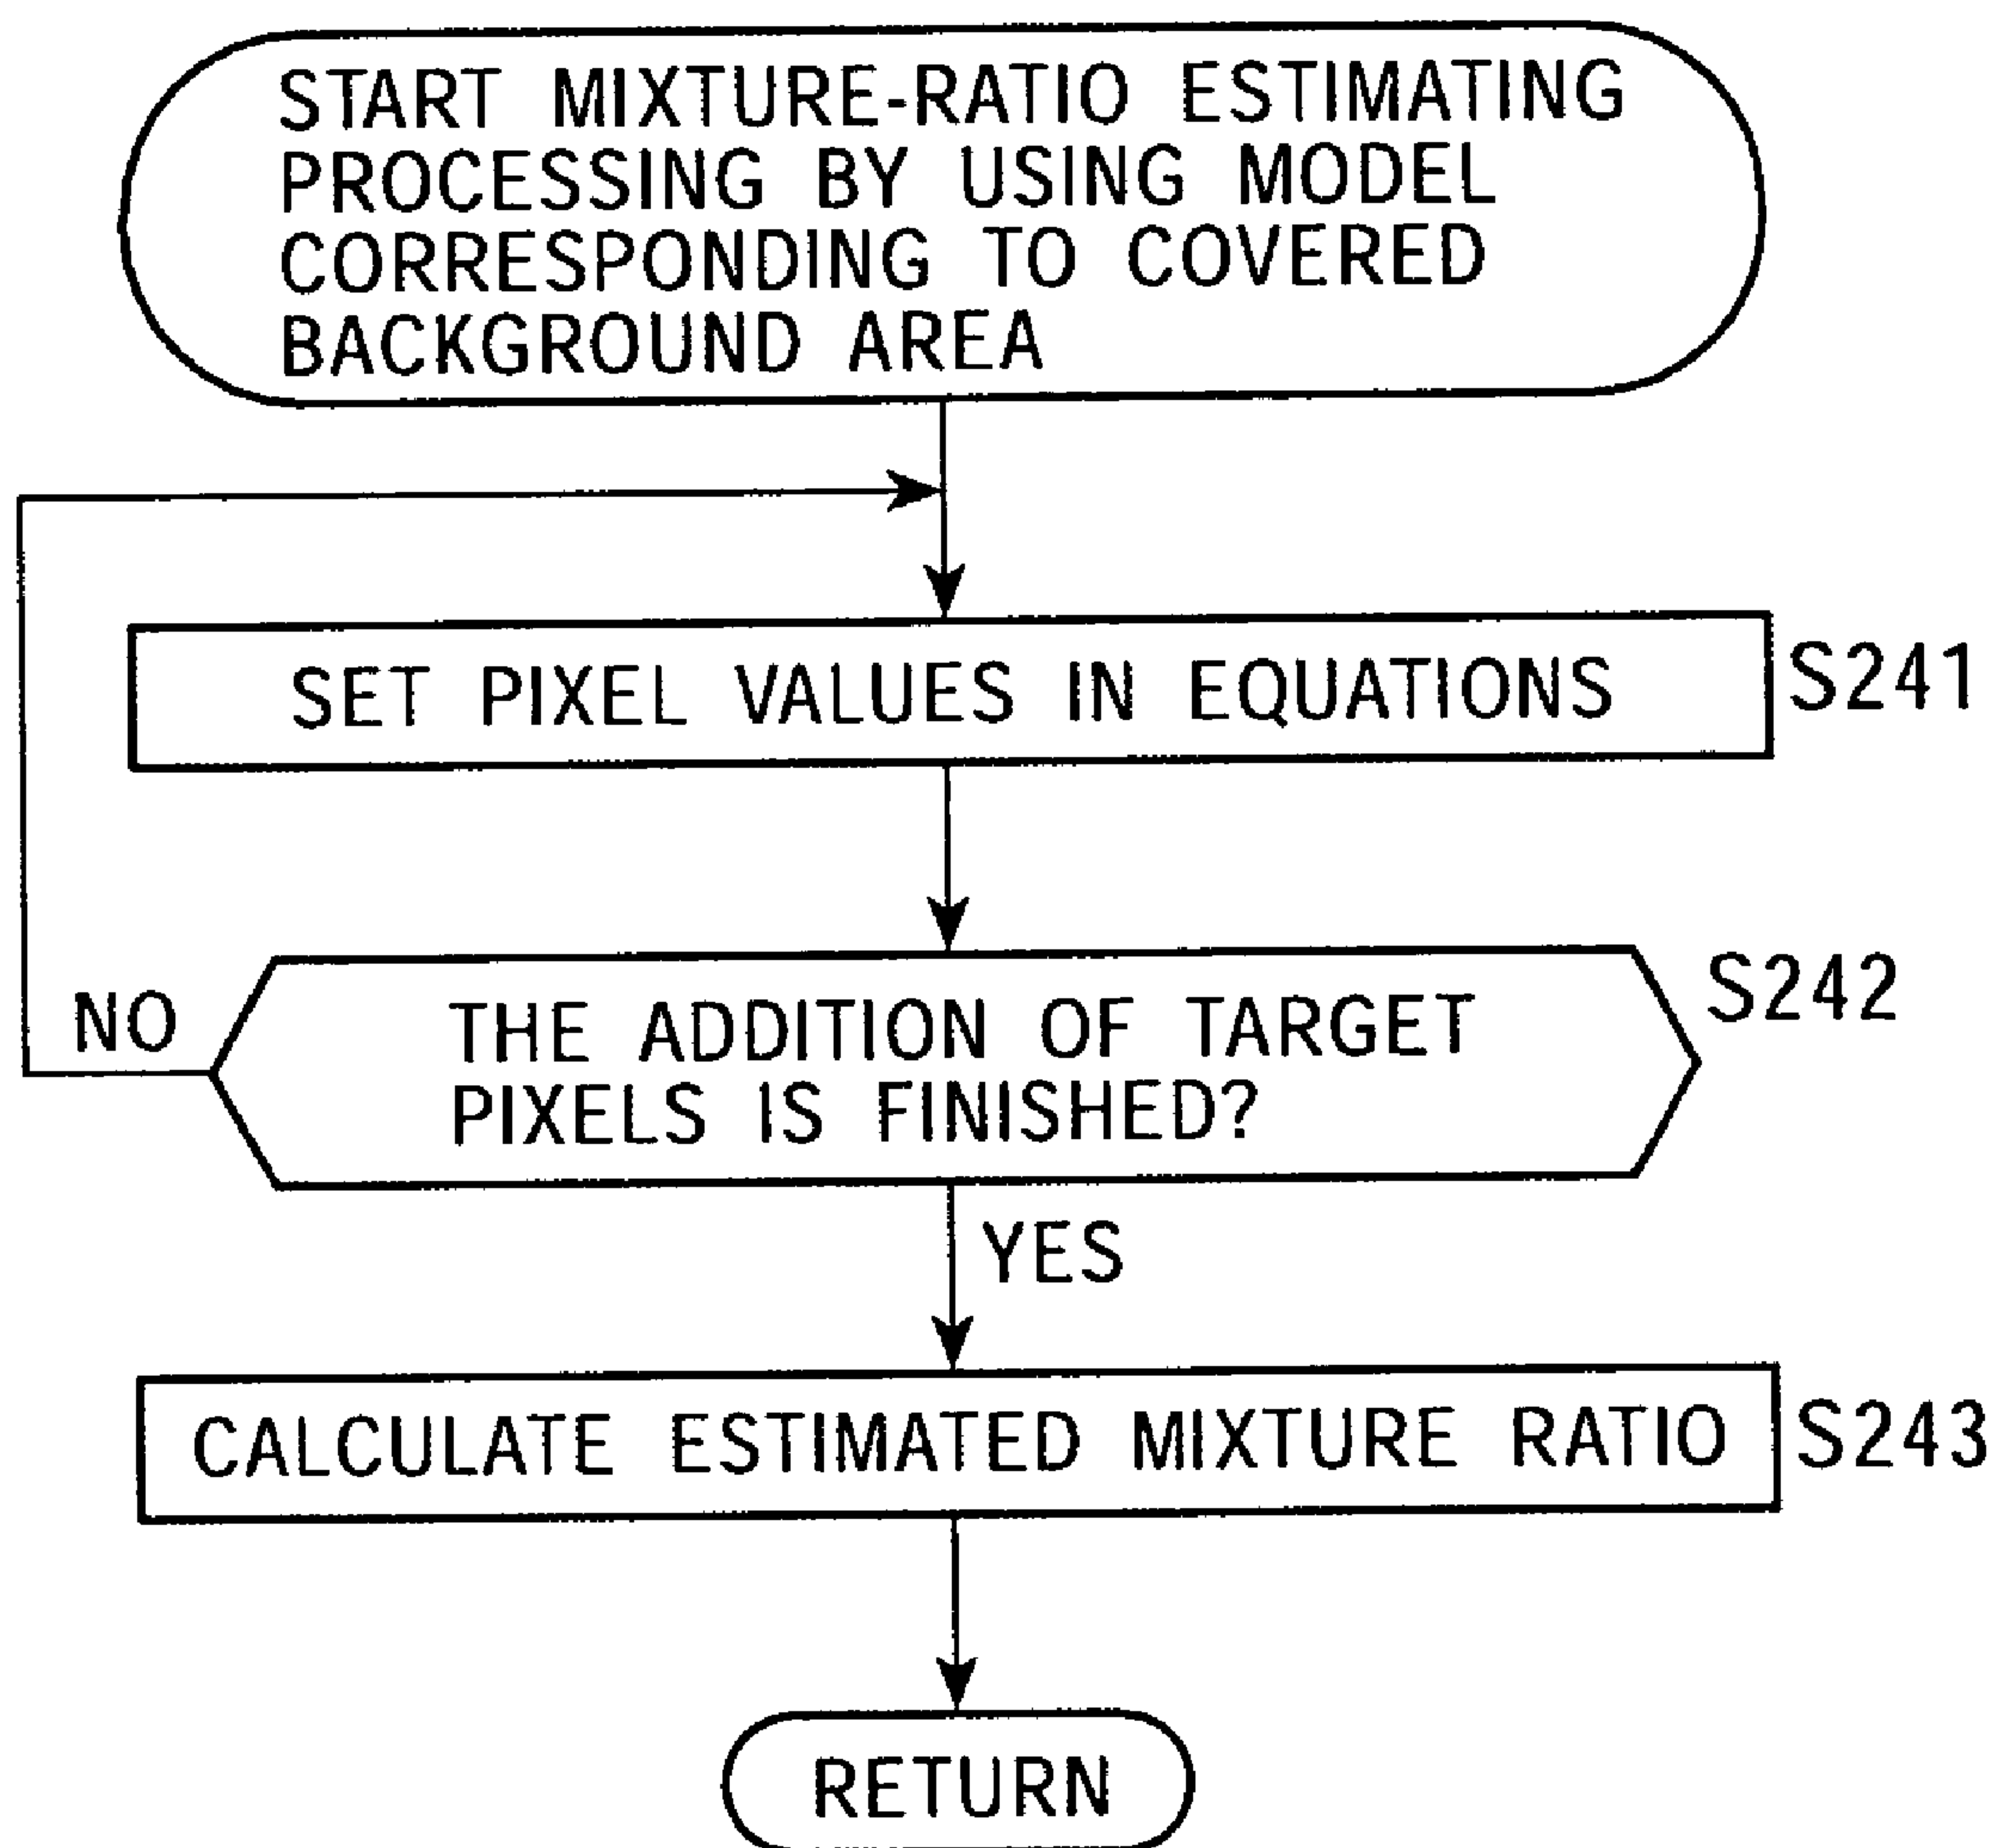 START MIXTURE-RATIO ESTIMATING
PROCESSING BY USING MODEL
CORRESPONDING TO COVERED
BACKGROUND AREA
SET PIXEL VALUES IN EQUATIONS
S241
THE ADDITION OF TARGET
PIXELS IS FINISHED?
S242
NO
YES
CALCULATE ESTIMATED MIXTURE RATIO
S243
RETURN